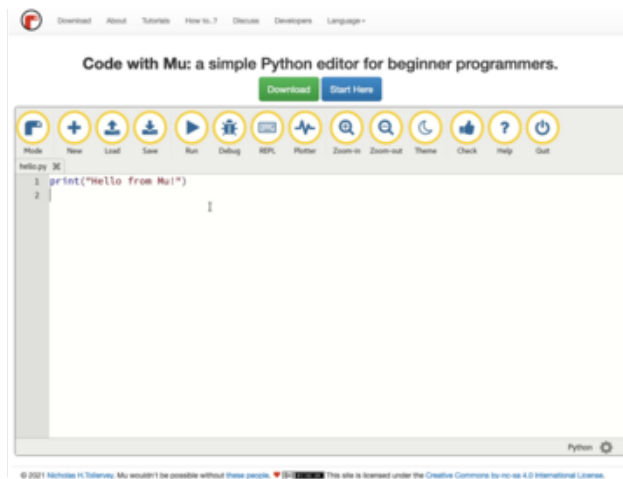 Download About Tutorials How to..? Discuss Developers Language
Code with Mu: a simple Python editor for beginner programmers.
Download Start Here
Mode New Load Save Run Debug REPL Plotter Zoom-in Zoom-out Theme Check Help Quit
hello.py
1 print("Hello from Mu!")
2
Python
© 2021 Nicholas H.Tollervey. Mu wouldn't be possible without these people. This site is licensed under the Creative Commons by-nc-sa 4.0 International License.